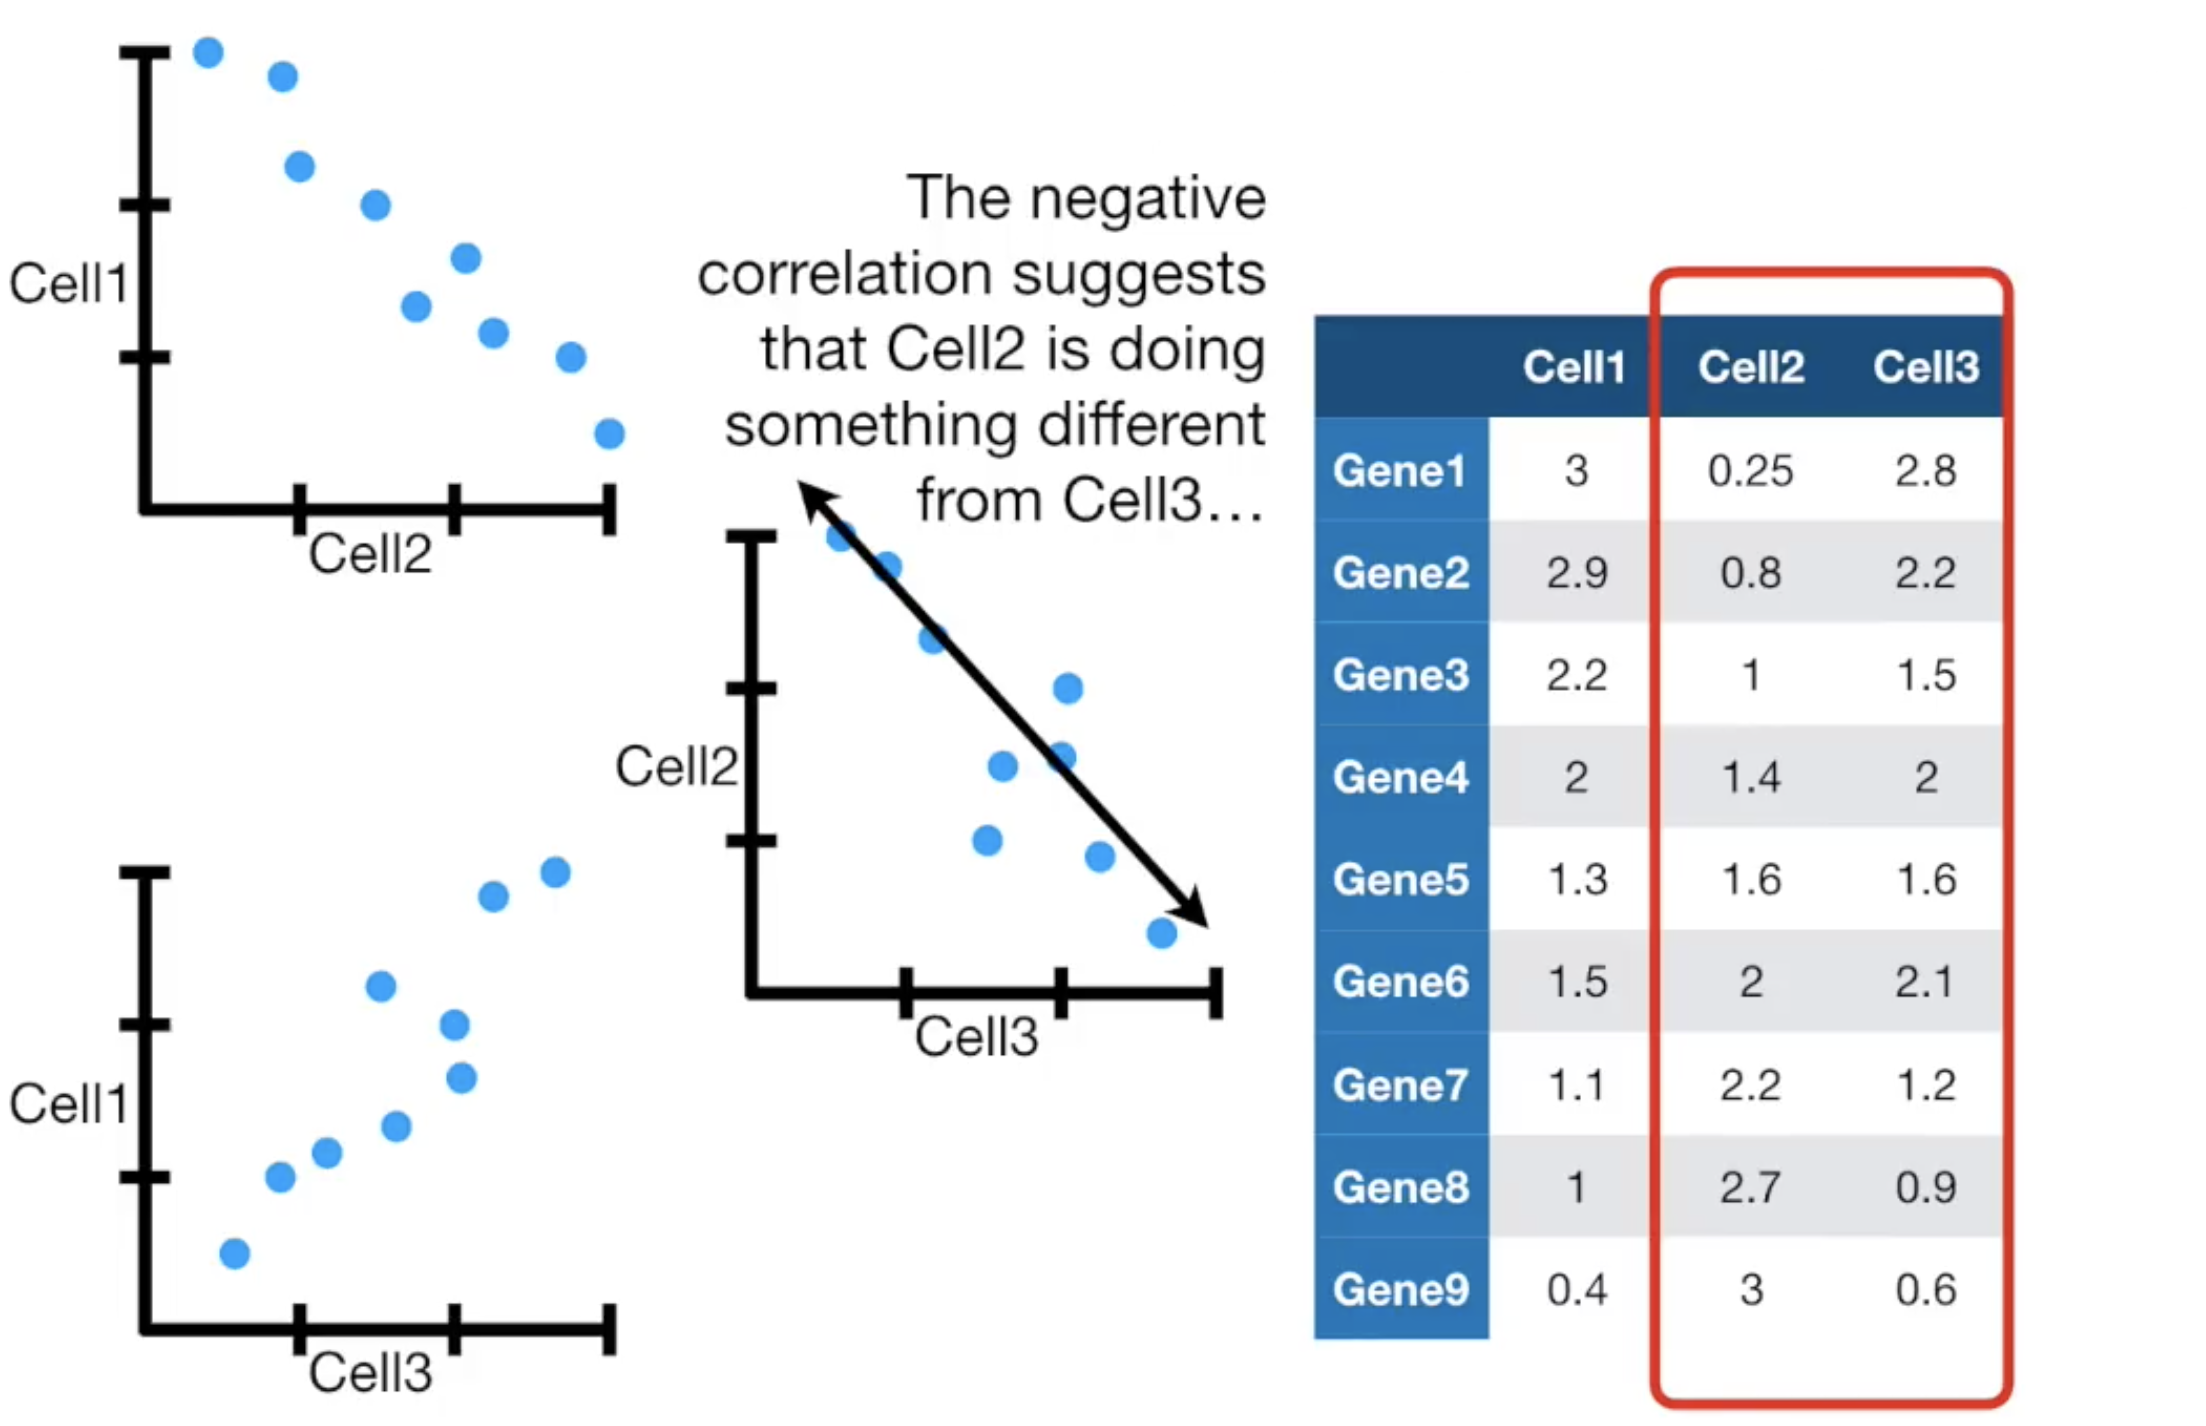 Cell1
Cell2
The negative
correlation suggests
that Cell2 is doing
something different
from Cell3...
Cell2
Cell3
Cell1
Cell3
Cell1 Cell2 Cell3
Gene1 3 0.25 2.8
Gene2 2.9 0.8 2.2
Gene3 2.2 1 1.5
Gene4 2 1.4 2
Gene5 1.3 1.6 1.6
Gene6 1.5 2 2.1
Gene7 1.1 2.2 1.2
Gene8 1 2.7 0.9
Gene9 0.4 3 0.6